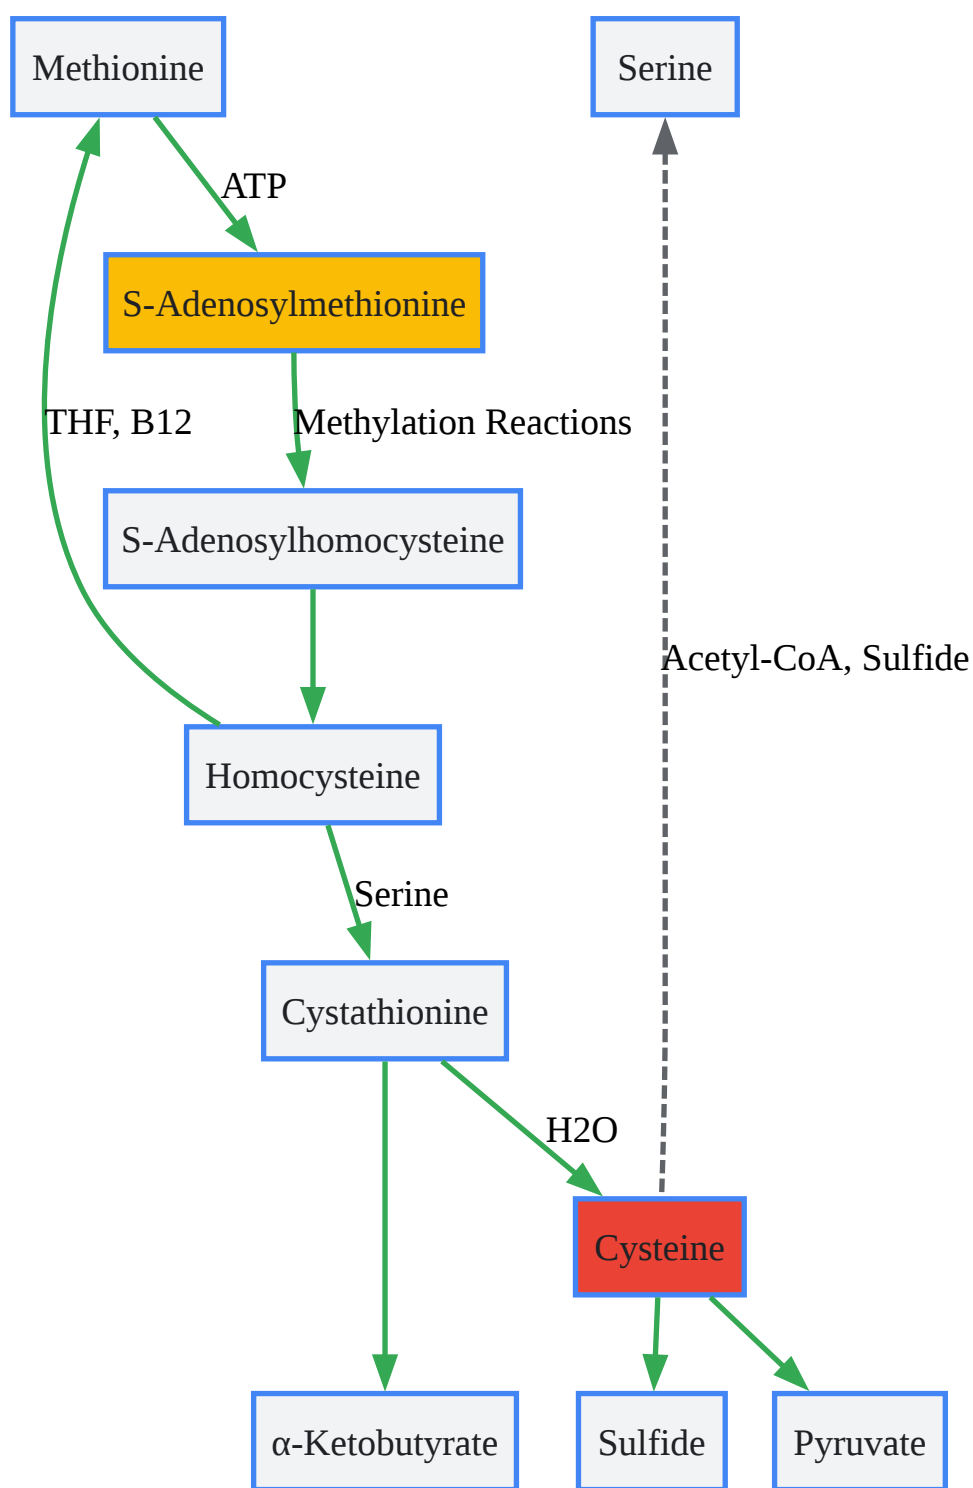 Methionine
Serine
ATP
S-Adenosylmethionine
THF, B12
Methylation Reactions
S-Adenosylhomocysteine
Acetyl-CoA, Sulfide
Homocysteine
Serine
Cystathionine
H2O
Cysteine
α-Ketobutyrate
Sulfide
Pyruvate